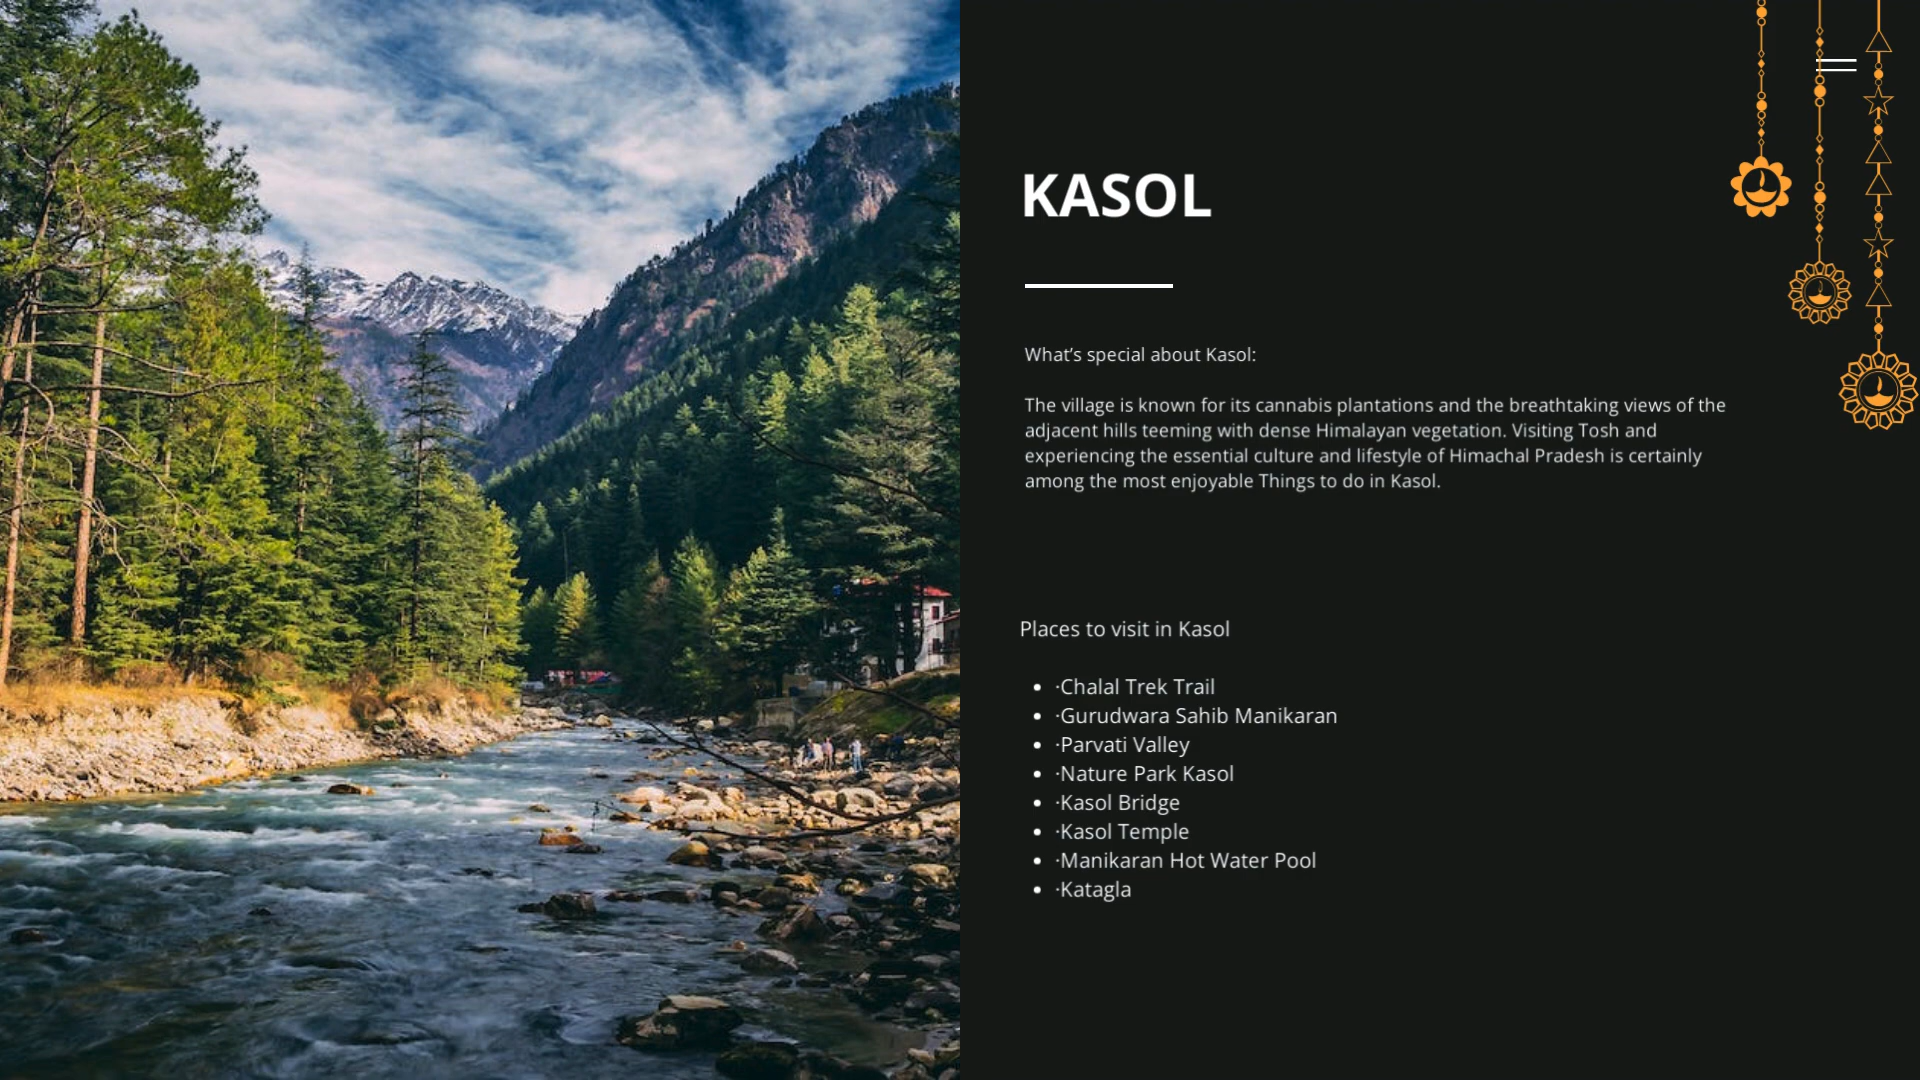 KASOL
What’s special about Kasol:
The village is known for its cannabis plantations and the breathtaking views of the
adjacent hills teeming with dense Himalayan vegetation. Visiting Tosh and
experiencing the essential culture and lifestyle of Himachal Pradesh is certainly
among the most enjoyable Things to do in Kasol.
Places to visit in Kasol
• ·Chalal Trek Trail
• ·Gurudwara Sahib Manikaran
• ·Parvati Valley
• ·Nature Park Kasol
• ·Kasol Bridge
• ·Kasol Temple
• ·Manikaran Hot Water Pool
• ·Katagla